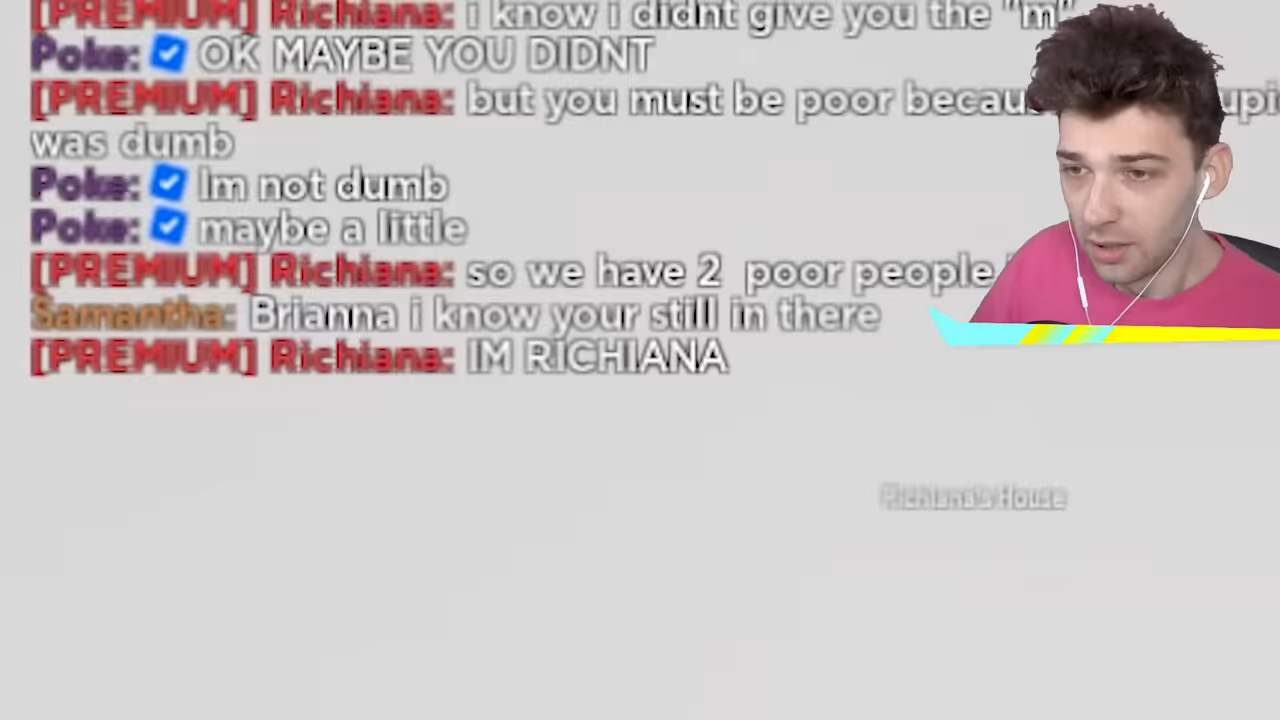 [PREMIUM] Richiana: i know i didnt give you the "m"
Poke: OK MAYBE YOU DIDNT
[PREMIUM] Richiana: but you must be poor becau
was dumb
Poke: Im not dumb
Poke: maybe a little
[PREMIUM] Richiana: so we have 2 poor people
Samantha: Brianna i know your still in there
[PREMIUM] Richiana: IM RICHIANA
Richiana's House